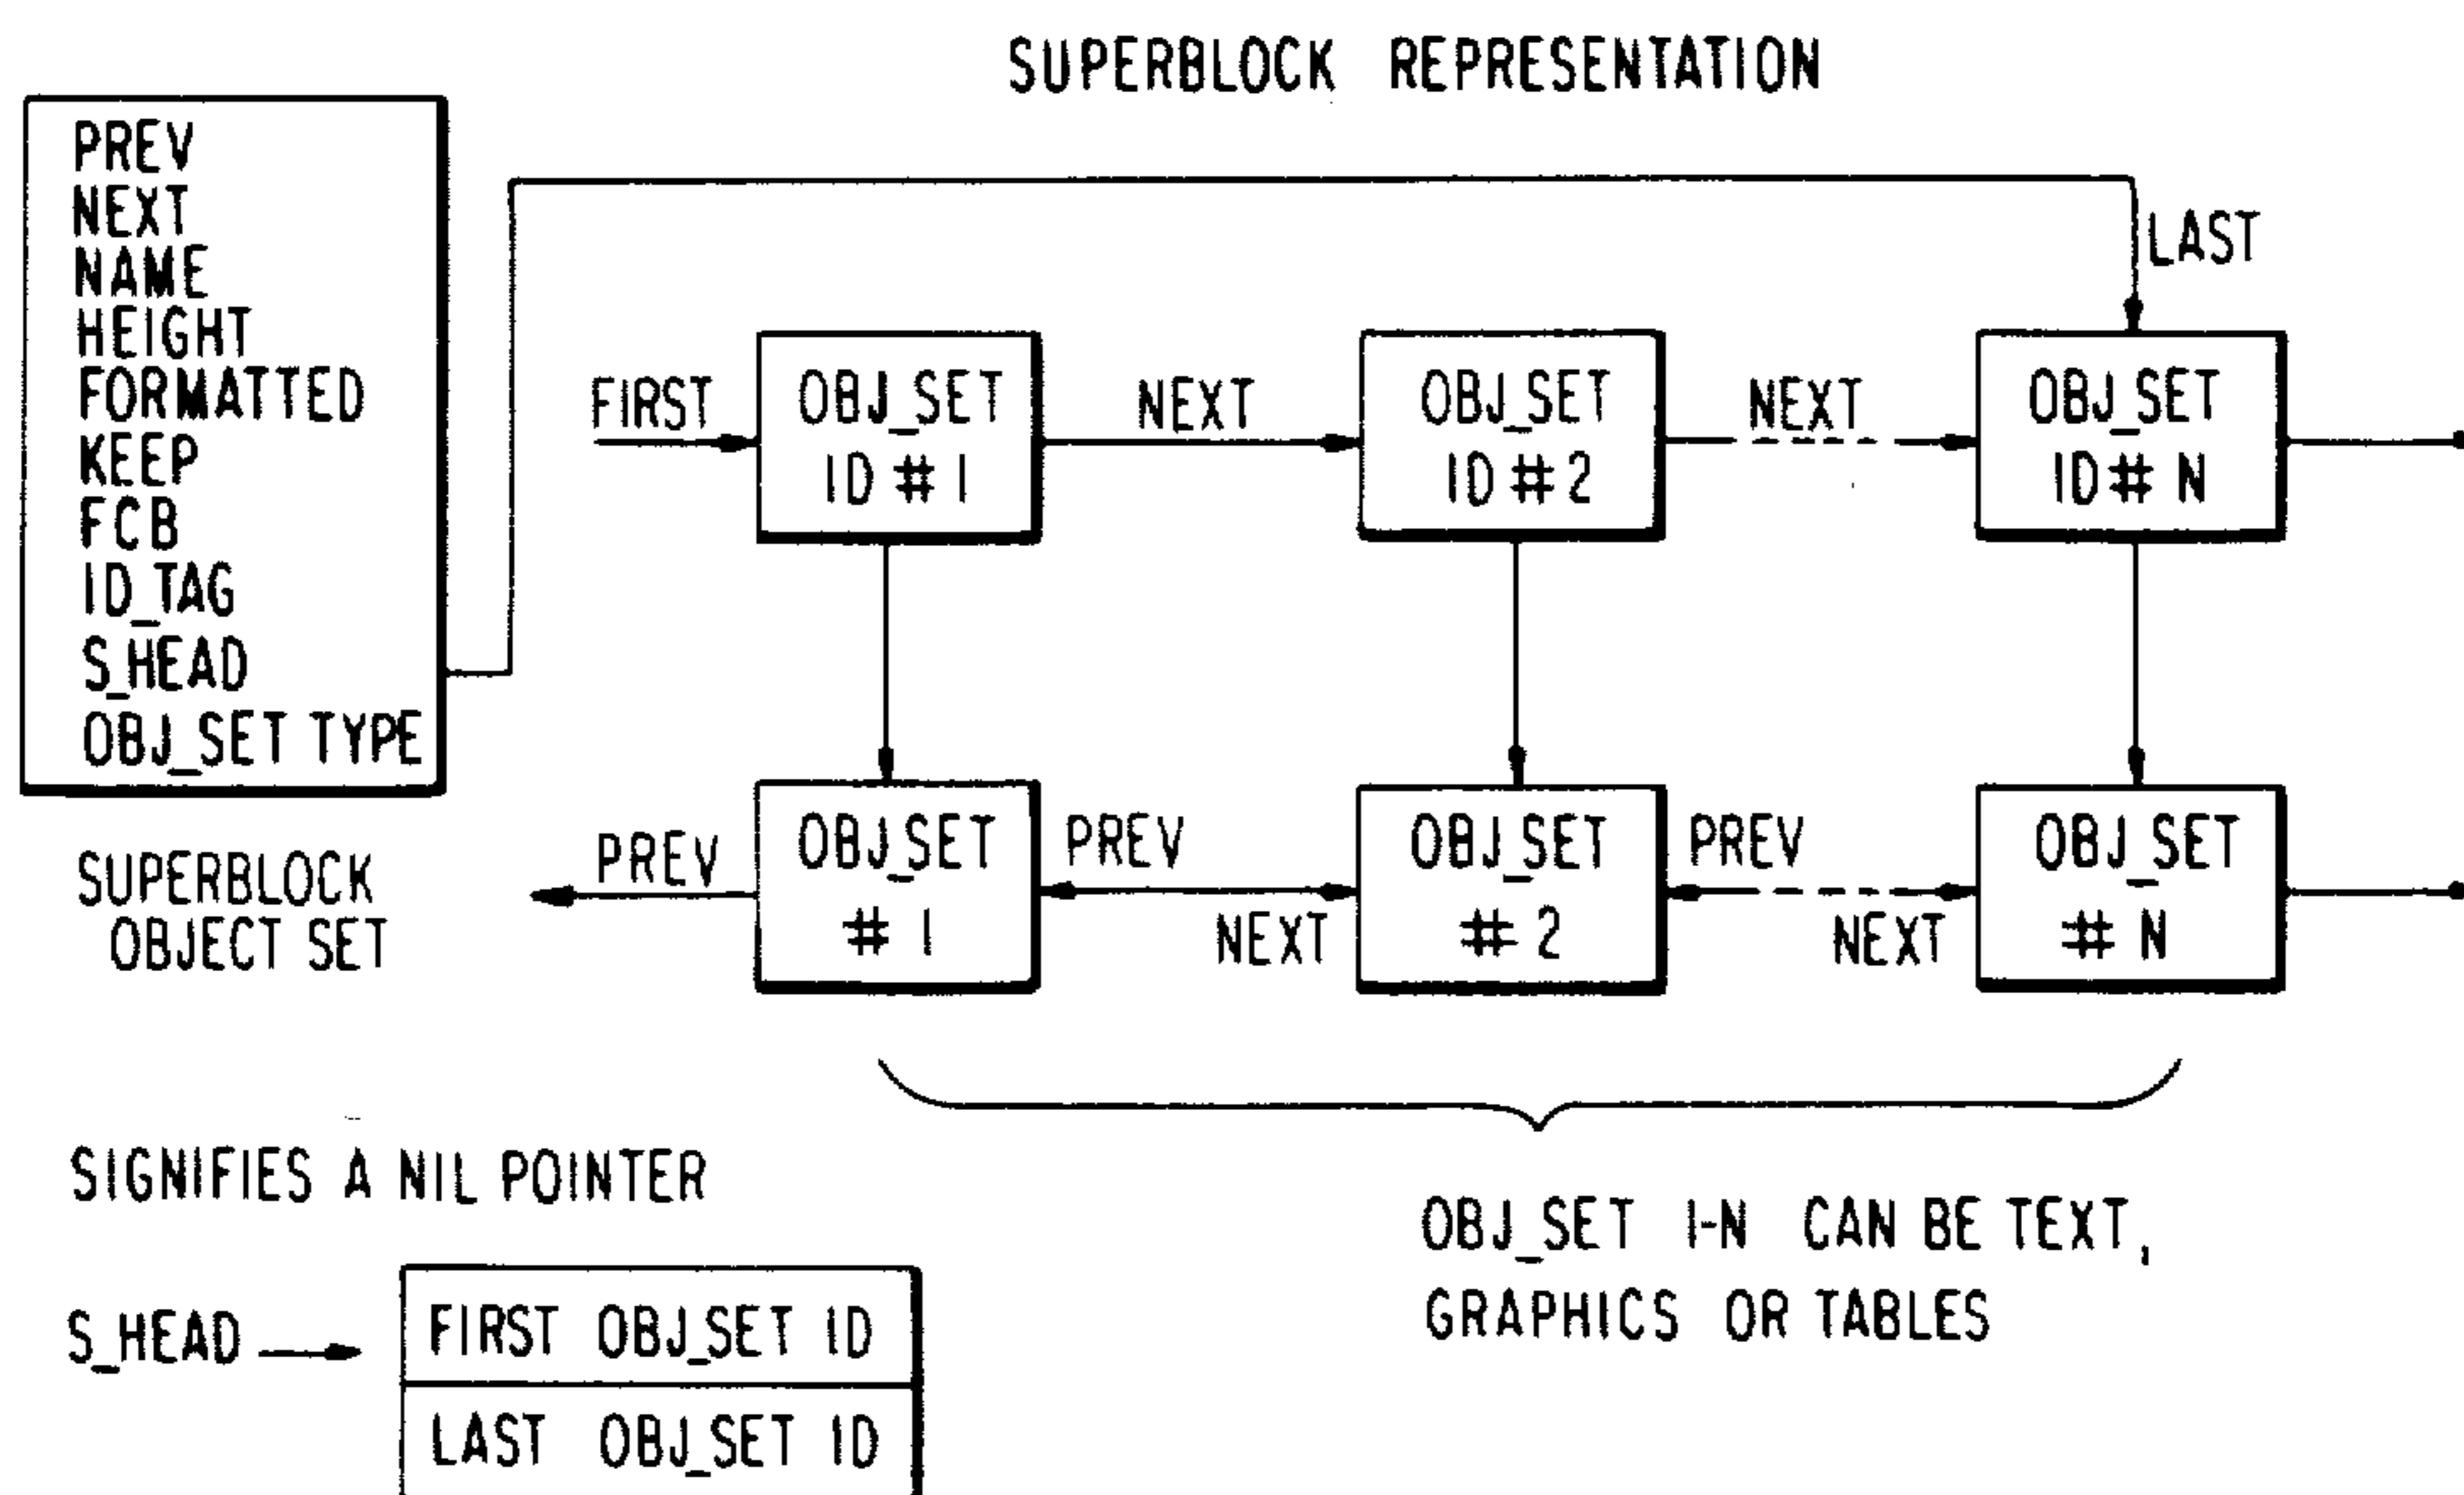 SUPERBLOCK REPRESENTATION
PREV
NEXT
NAME
HEIGHT
FORMATTED
KEEP
FCB
ID_TAG
S_HEAD
OBJ_SET TYPE
SUPERBLOCK
OBJECT SET
LAST
FIRST
OBJ_SET
ID # 1
NEXT
OBJ_SET
ID # 2
NEXT
OBJ_SET
ID # N
PREV
OBJ_SET
# 1
PREV
NEXT
OBJ_SET
# 2
PREV
NEXT
OBJ_SET
# N
SIGNIFIES A NIL POINTER
S_HEAD
FIRST OBJ_SET ID
LAST OBJ_SET ID
OBJ_SET 1-N CAN BE TEXT,
GRAPHICS OR TABLES